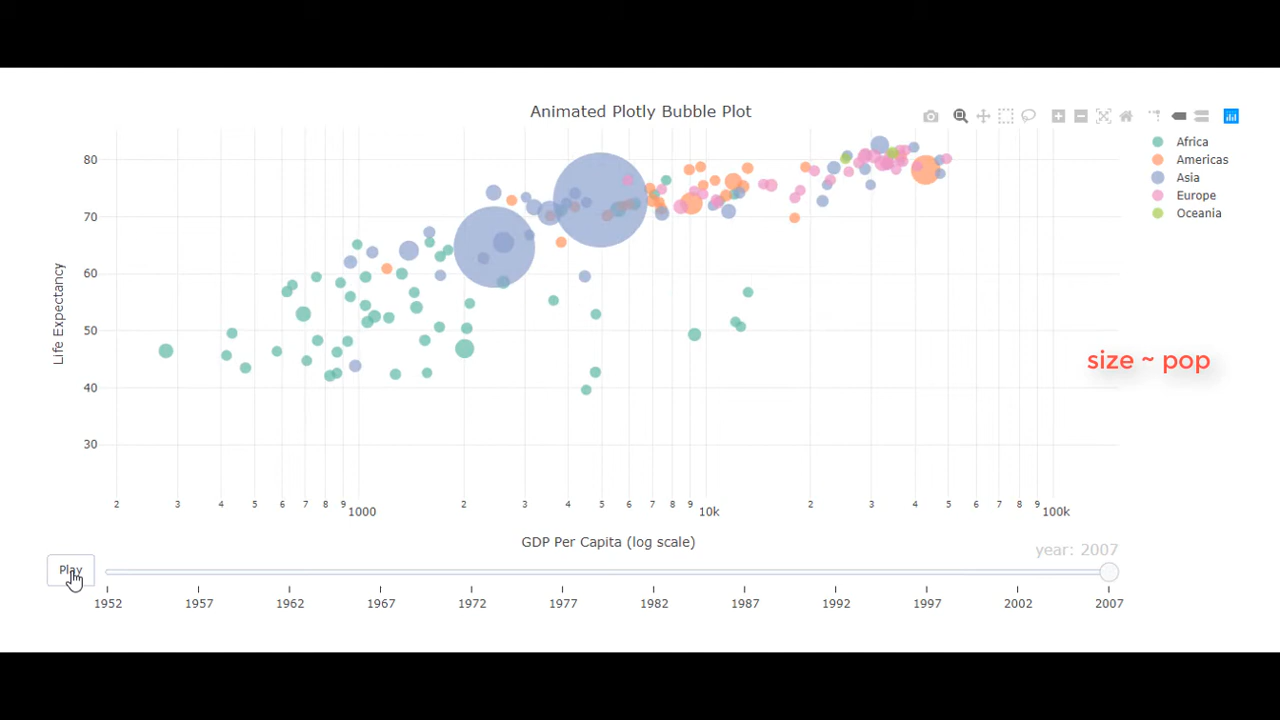 Animated Plotly Bubble Plot
Africa
Americas
Asia
Europe
Oceania
Life Expectancy
80
70
60
50
40
30
size ~ pop
2 3 4 5 6 7 8 9 1000 2 3 4 5 6 7 8 9 10k 2 3 4 5 6 7 8 9 100k
GDP Per Capita (log scale)
year: 2007
Play
1952 1957 1962 1967 1972 1977 1982 1987 1992 1997 2002 2007